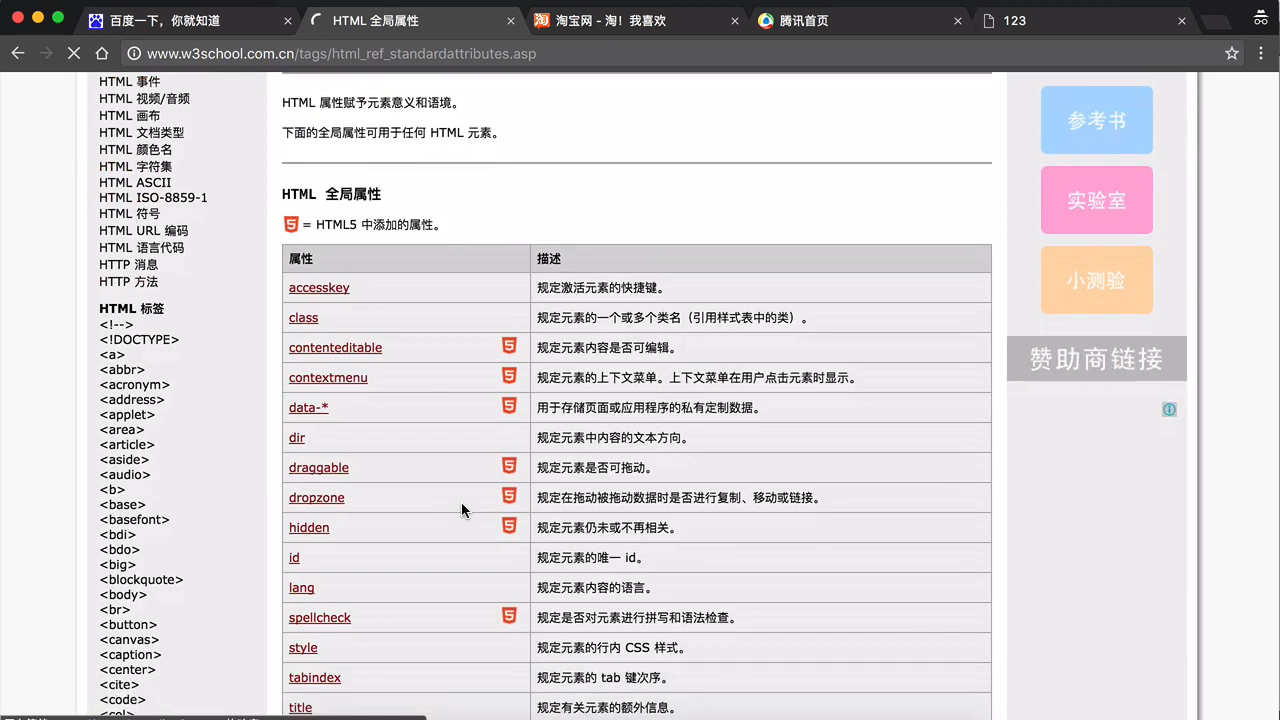 百度一下，你就知道
HTML 全局属性
淘宝网 - 淘！我喜欢
腾讯首页
123
www.w3school.com.cn/tags/html_ref_standardattributes.asp
HTML 事件
HTML 视频/音频
HTML 画布
HTML 文档类型
HTML 颜色名
HTML 字符集
HTML ASCII
HTML ISO-8859-1
HTML 符号
HTML URL 编码
HTML 语言代码
HTTP 消息
HTTP 方法
HTML 标签
<!-->
<!DOCTYPE>
<a>
<abbr>
<acronym>
<address>
<applet>
<area>
<article>
<aside>
<audio>
<b>
<base>
<basefont>
<bdi>
<bdo>
<big>
<blockquote>
<body>
<br>
<button>
<canvas>
<caption>
<center>
<cite>
<code>
<col>
HTML 属性赋予元素意义和语境。
下面的全局属性可用于任何 HTML 元素。
HTML 全局属性
5 = HTML5 中添加的属性。
属性 描述
accesskey 规定激活元素的快捷键。
class 规定元素的一个或多个类名（引用样式表中的类）。
contenteditable 5 规定元素内容是否可编辑。
contextmenu 5 规定元素的上下文菜单。上下文菜单在用户点击元素时显示。
data-* 5 用于存储页面或应用程序的私有定制数据。
dir 规定元素中内容的文本方向。
draggable 5 规定元素是否可拖动。
dropzone 5 规定在拖动被拖动数据时是否进行复制、移动或链接。
hidden 5 规定元素仍未或不再相关。
id 规定元素的唯一 id。
lang 规定元素内容的语言。
spellcheck 5 规定是否对元素进行拼写和语法检查。
style 规定元素的行内 CSS 样式。
tabindex 规定元素的 tab 键次序。
title 规定有关元素的额外信息。
参考书
实验室
小测验
赞助商链接